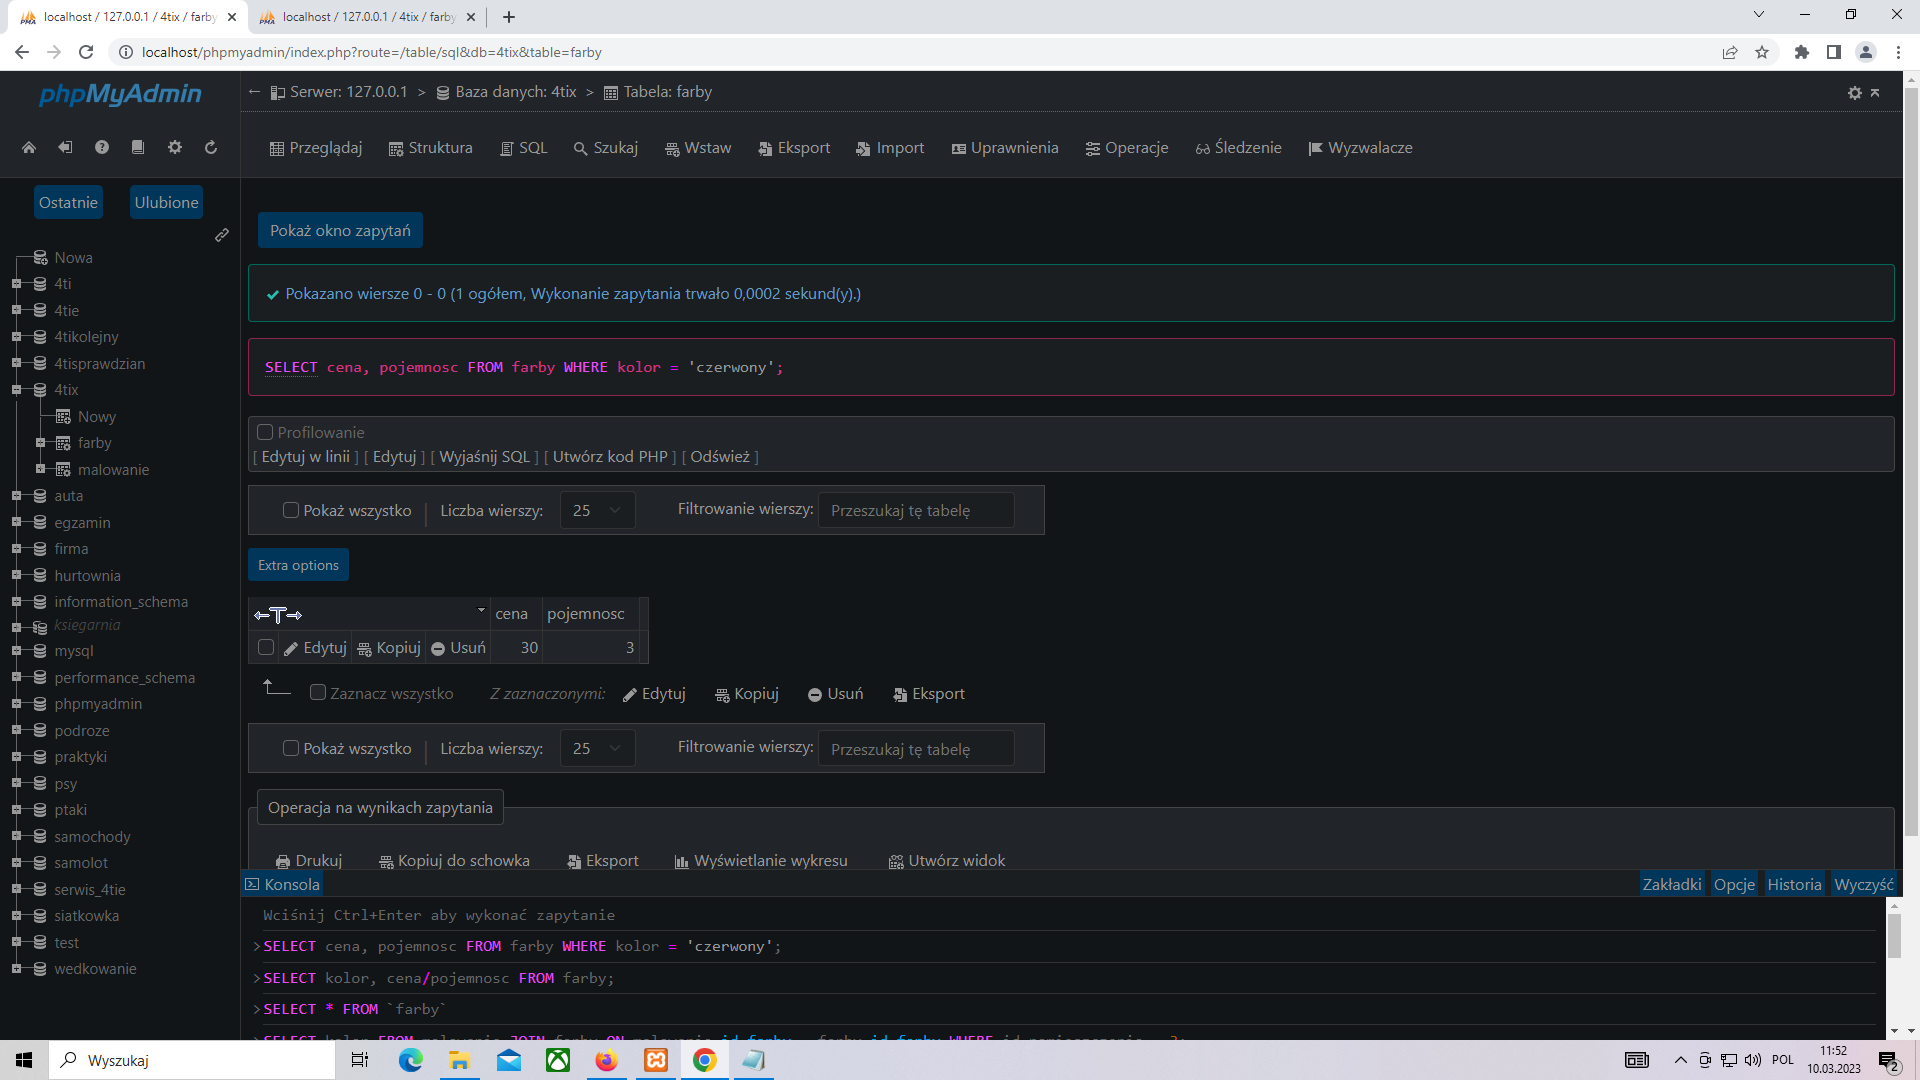 localhost / 127.0.0.1 / 4tix / farby
localhost / 127.0.0.1 / 4tix / farby
localhost/phpmyadmin/index.php?route=/table/sql&db=4tix&table=farby
phpMyAdmin
Ostatnie
Ulubione
Nowa
4ti
4tie
4tikolejny
4tisprawdzian
4tix
Nowy
farby
malowanie
auta
egzamin
firma
hurtownia
information_schema
ksiegarnia
mysql
performance_schema
phpmyadmin
podroze
praktyki
psy
ptaki
samochody
samolot
serwis_4tie
siatkowka
test
wedkowanie
← Serwer: 127.0.0.1 > Baza danych: 4tix > Tabela: farby
Przeglądaj Struktura SQL Szukaj Wstaw Eksport Import Uprawnienia Operacje Śledzenie Wyzwalacze
Pokaż okno zapytań
Pokazano wiersze 0 - 0 (1 ogółem, Wykonanie zapytania trwało 0,0002 sekund(y).)
SELECT cena, pojemnosc FROM farby WHERE kolor = 'czerwony';
Profilowanie
[ Edytuj w linii ] [ Edytuj ] [ Wyjaśnij SQL ] [ Utwórz kod PHP ] [ Odśwież ]
Pokaż wszystko | Liczba wierszy: 25 Filtrowanie wierszy: Przeszukaj tę tabelę
Extra options
←T→ cena pojemnosc
Edytuj Kopiuj Usuń 30 3
Zaznacz wszystko Z zaznaczonymi: Edytuj Kopiuj Usuń Eksport
Pokaż wszystko | Liczba wierszy: 25 Filtrowanie wierszy: Przeszukaj tę tabelę
Operacja na wynikach zapytania
Drukuj Kopiuj do schowka Eksport Wyświetlanie wykresu Utwórz widok
Konsola
Zakładki Opcje Historia Wyczyść
Wciśnij Ctrl+Enter aby wykonać zapytanie
>SELECT cena, pojemnosc FROM farby WHERE kolor = 'czerwony';
>SELECT kolor, cena/pojemnosc FROM farby;
>SELECT * FROM `farby`
Wyszukaj
POL
11:52
10.03.2023
2